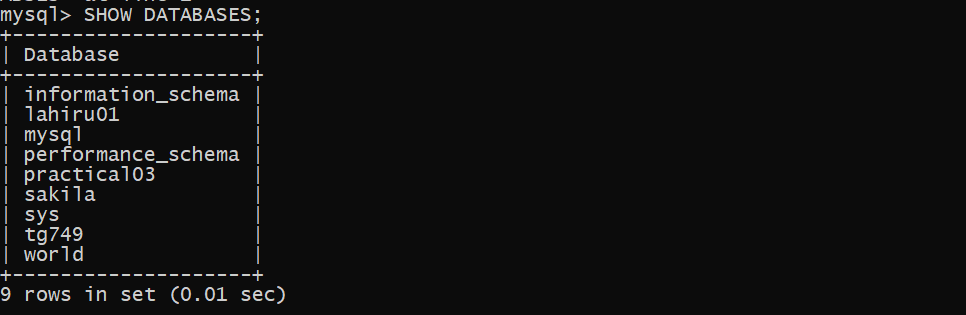 mysql> SHOW DATABASES;
+--------------------+
| Database           |
+--------------------+
| information_schema |
| lahiru01           |
| mysql              |
| performance_schema |
| practical03        |
| sakila             |
| sys                |
| tg749              |
| world              |
+--------------------+
9 rows in set (0.01 sec)